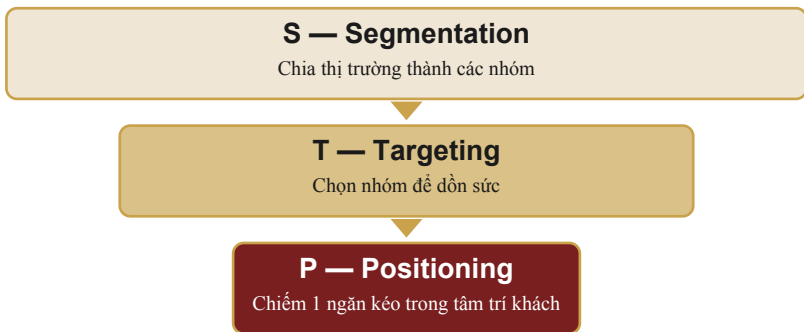 S — Segmentation
Chia thị trường thành các nhóm
T — Targeting
Chọn nhóm để dồn sức
P — Positioning
Chiếm 1 ngăn kéo trong tâm trí khách